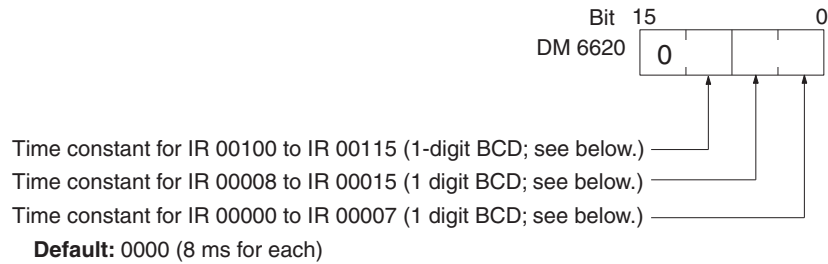 Bit 15 0
DM 6620 0
Time constant for IR 00100 to IR 00115 (1-digit BCD; see below.)
Time constant for IR 00008 to IR 00015 (1 digit BCD; see below.)
Time constant for IR 00000 to IR 00007 (1 digit BCD; see below.)
Default: 0000 (8 ms for each)